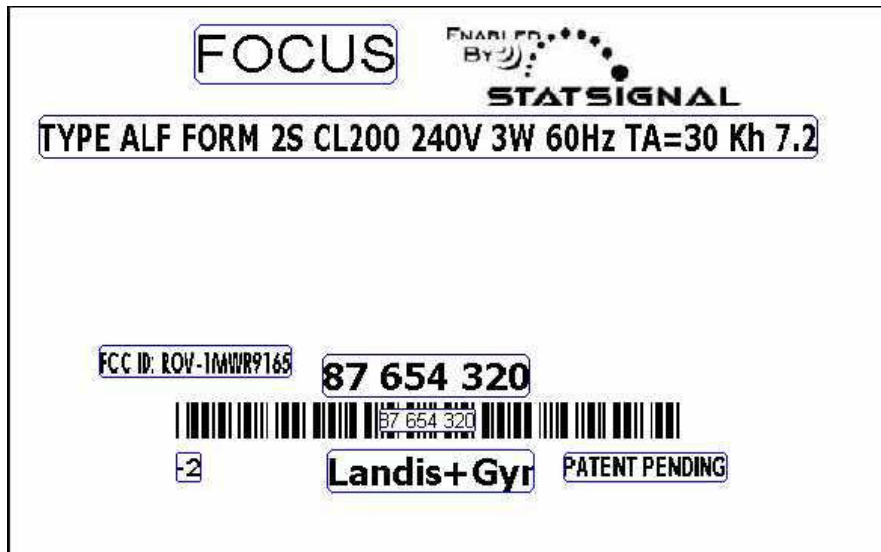 FOCUS
ENABLED
BY
STATSIGNAL
TYPE ALF FORM 2S CL200 240V 3W 60Hz TA=30 Kh 7.2
FCC ID: ROV-1MWR9165
87 654 320
87 654 320
-2
Landis+Gyr
PATENT PENDING